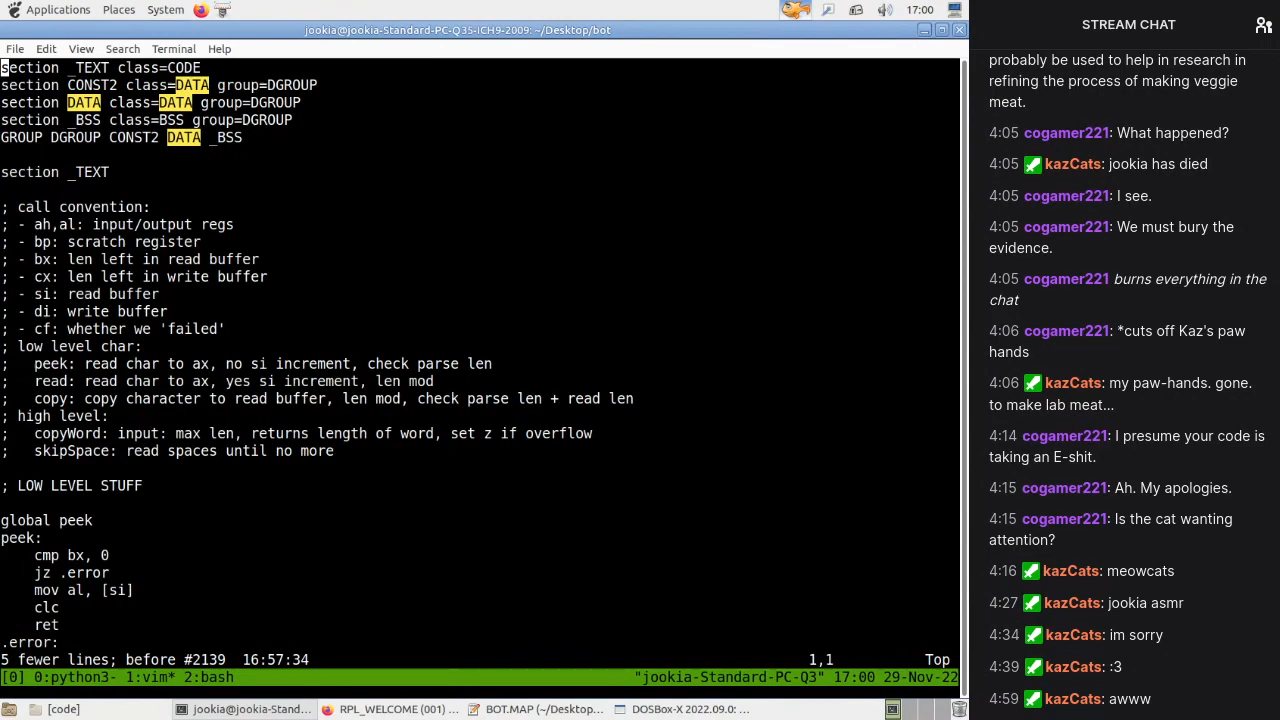 Applications Places System 17:00
jookia@jookia-Standard-PC-Q35-ICH9-2009: ~/Desktop/bot
File Edit View Search Terminal Help
section _TEXT class=CODE
section CONST2 class=DATA group=DGROUP
section DATA class=DATA group=DGROUP
section _BSS class=BSS group=DGROUP
GROUP DGROUP CONST2 DATA _BSS
section _TEXT
; call convention:
; - ah,al: input/output regs
; - bp: scratch register
; - bx: len left in read buffer
; - cx: len left in write buffer
; - si: read buffer
; - di: write buffer
; - cf: whether we 'failed'
; low level char:
;   peek: read char to ax, no si increment, check parse len
;   read: read char to ax, yes si increment, len mod
;   copy: copy character to read buffer, len mod, check parse len + read len
; high level:
;   copyWord: input: max len, returns length of word, set z if overflow
;   skipSpace: read spaces until no more
; LOW LEVEL STUFF
global peek
peek:
    cmp bx, 0
    jz .error
    mov al, [si]
    clc
    ret
.error:
5 fewer lines; before #2139  16:57:34 1,1 Top
[0] 0:python3- 1:vim* 2:bash "jookia-Standard-PC-Q3" 17:00 29-Nov-22
[code] jookia@jookia-Stand... VPL_WELCOME (001) ... BOT.MAP (~/Desktop... DOSBox-X 2022.09.0: ...
STREAM CHAT
probably be used to help in research in
refining the process of making veggie
meat.
4:05 cogamer221: What happened?
4:05 kazCats: jookia has died
4:05 cogamer221: I see.
4:05 cogamer221: We must bury the
evidence.
4:05 cogamer221 burns everything in the
chat
4:06 cogamer221: *cuts off Kaz's paw
hands
4:06 kazCats: my paw-hands. gone.
to make lab meat...
4:14 cogamer221: I presume your code is
taking an E-shit.
4:15 cogamer221: Ah. My apologies.
4:15 cogamer221: Is the cat wanting
attention?
4:16 kazCats: meowcats
4:27 kazCats: jookia asmr
4:34 kazCats: im sorry
4:39 kazCats: :3
4:59 kazCats: awww